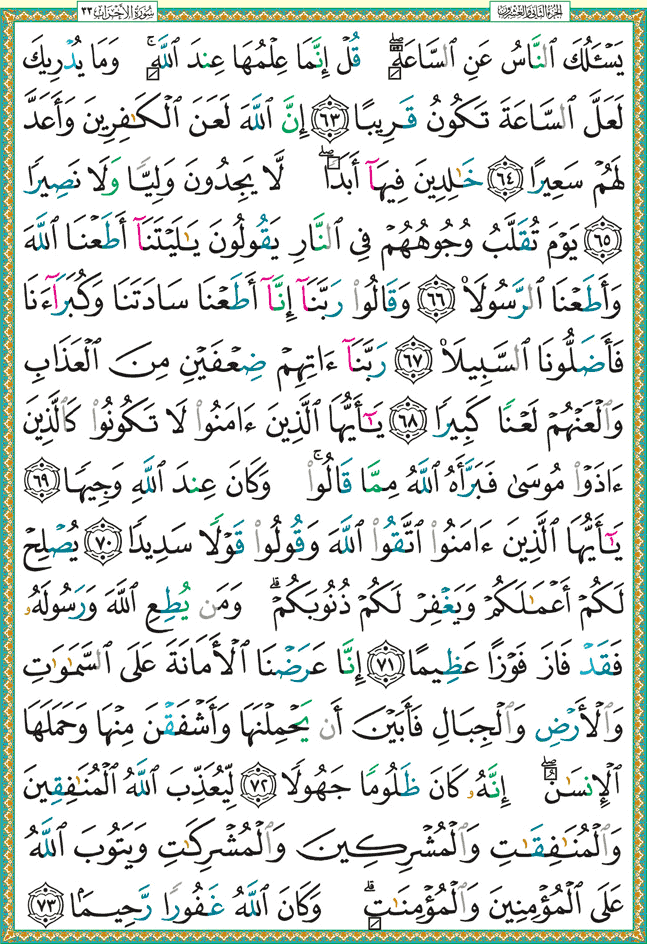 الجزء الثاني والعشرون سورة الأحزاب ٣٣
يَسْـَٔلُكَ ٱلنَّاسُ عَنِ ٱلسَّاعَةِۖ قُلْ إِنَّمَا عِلْمُهَا عِندَ ٱللَّهِۚ وَمَا يُدْرِيكَ
لَعَلَّ ٱلسَّاعَةَ تَكُونُ قَرِيبًا ٦٣ إِنَّ ٱللَّهَ لَعَنَ ٱلْكَـٰفِرِينَ وَأَعَدَّ
لَهُمْ سَعِيرًا ٦٤ خَـٰلِدِينَ فِيهَآ أَبَدًاۖ لَّا يَجِدُونَ وَلِيًّا وَلَا نَصِيرًا
٦٥ يَوْمَ تُقَلَّبُ وُجُوهُهُمْ فِى ٱلنَّارِ يَقُولُونَ يَـٰلَيْتَنَآ أَطَعْنَا ٱللَّهَ
وَأَطَعْنَا ٱلرَّسُولَا۠ ٦٦ وَقَالُوا۟ رَبَّنَآ إِنَّآ أَطَعْنَا سَادَتَنَا وَكُبَرَآءَنَا
فَأَضَلُّونَا ٱلسَّبِيلَا۠ ٦٧ رَبَّنَآ ءَاتِهِمْ ضِعْفَيْنِ مِنَ ٱلْعَذَابِ
وَٱلْعَنْهُمْ لَعْنًا كَبِيرًا ٦٨ يَـٰٓأَيُّهَا ٱلَّذِينَ ءَامَنُوا۟ لَا تَكُونُوا۟ كَٱلَّذِينَ
ءَاذَوْا۟ مُوسَىٰ فَبَرَّأَهُ ٱللَّهُ مِمَّا قَالُوا۟ۚ وَكَانَ عِندَ ٱللَّهِ وَجِيهًا ٦٩
يَـٰٓأَيُّهَا ٱلَّذِينَ ءَامَنُوا۟ ٱتَّقُوا۟ ٱللَّهَ وَقُولُوا۟ قَوْلًا سَدِيدًا ٧٠ يُصْلِحْ
لَكُمْ أَعْمَـٰلَكُمْ وَيَغْفِرْ لَكُمْ ذُنُوبَكُمْۗ وَمَن يُطِعِ ٱللَّهَ وَرَسُولَهُۥ
فَقَدْ فَازَ فَوْزًا عَظِيمًا ٧١ إِنَّا عَرَضْنَا ٱلْأَمَانَةَ عَلَى ٱلسَّمَـٰوَٰتِ
وَٱلْأَرْضِ وَٱلْجِبَالِ فَأَبَيْنَ أَن يَحْمِلْنَهَا وَأَشْفَقْنَ مِنْهَا وَحَمَلَهَا
ٱلْإِنسَـٰنُۖ إِنَّهُۥ كَانَ ظَلُومًا جَهُولًا ٧٢ لِّيُعَذِّبَ ٱللَّهُ ٱلْمُنَـٰفِقِينَ
وَٱلْمُنَـٰفِقَـٰتِ وَٱلْمُشْرِكِينَ وَٱلْمُشْرِكَـٰتِ وَيَتُوبَ ٱللَّهُ
عَلَى ٱلْمُؤْمِنِينَ وَٱلْمُؤْمِنَـٰتِۗ وَكَانَ ٱللَّهُ غَفُورًا رَّحِيمًۢا ٧٣